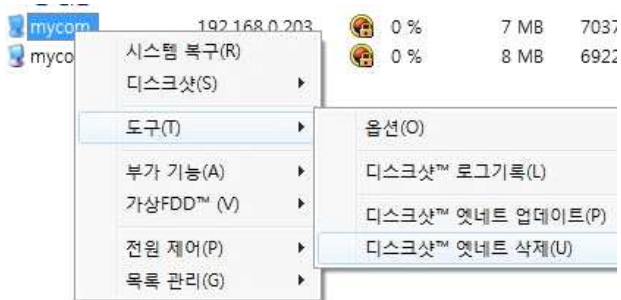 mycom 192.168.0.203 0 % 7 MB 7037
myco 0 % 8 MB 6922
시스템 복구(R)
디스크샷(S)
도구(T)
부가 기능(A)
가상FDD™ (V)
전원 제어(P)
목록 관리(G)
옵션(O)
디스크샷™ 로그기록(L)
디스크샷™ 엣네트 업데이트(P)
디스크샷™ 엣네트 삭제(U)